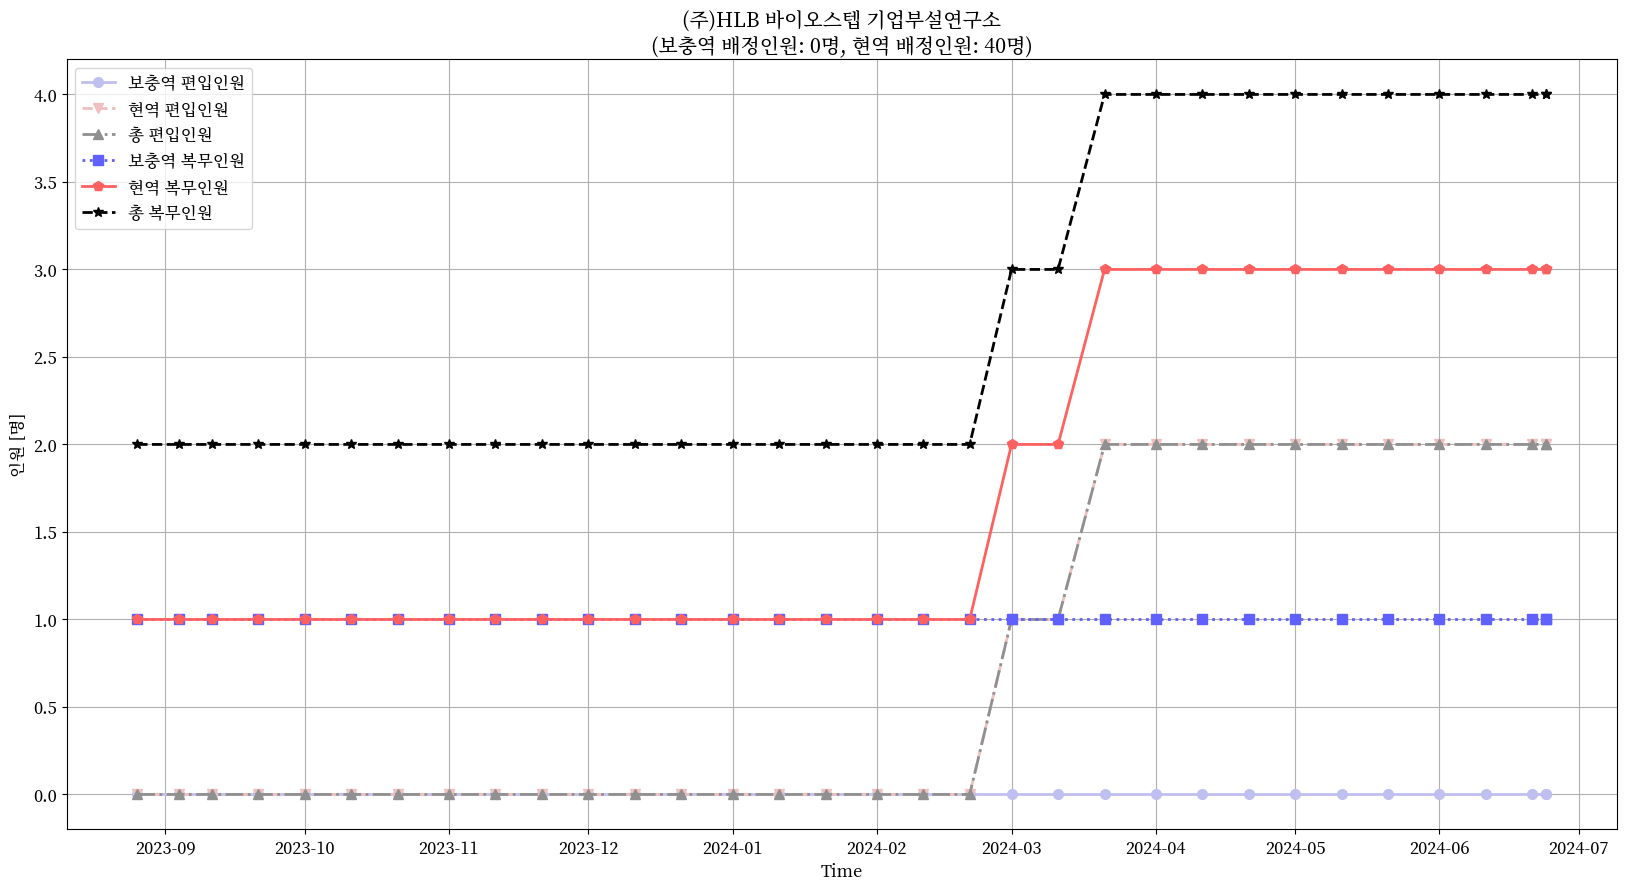 (주)HLB 바이오스텝 기업부설연구소
(보충역 배정인원: 0명, 현역 배정인원: 40명)
보충역 편입인원
현역 편입인원
총 편입인원
보충역 복무인원
현역 복무인원
총 복무인원
4.0
3.5
3.0
2.5
2.0
1.5
1.0
0.5
0.0
인원 [명]
2023-09
2023-10
2023-11
2023-12
2024-01
2024-02
2024-03
2024-04
2024-05
2024-06
2024-07
Time